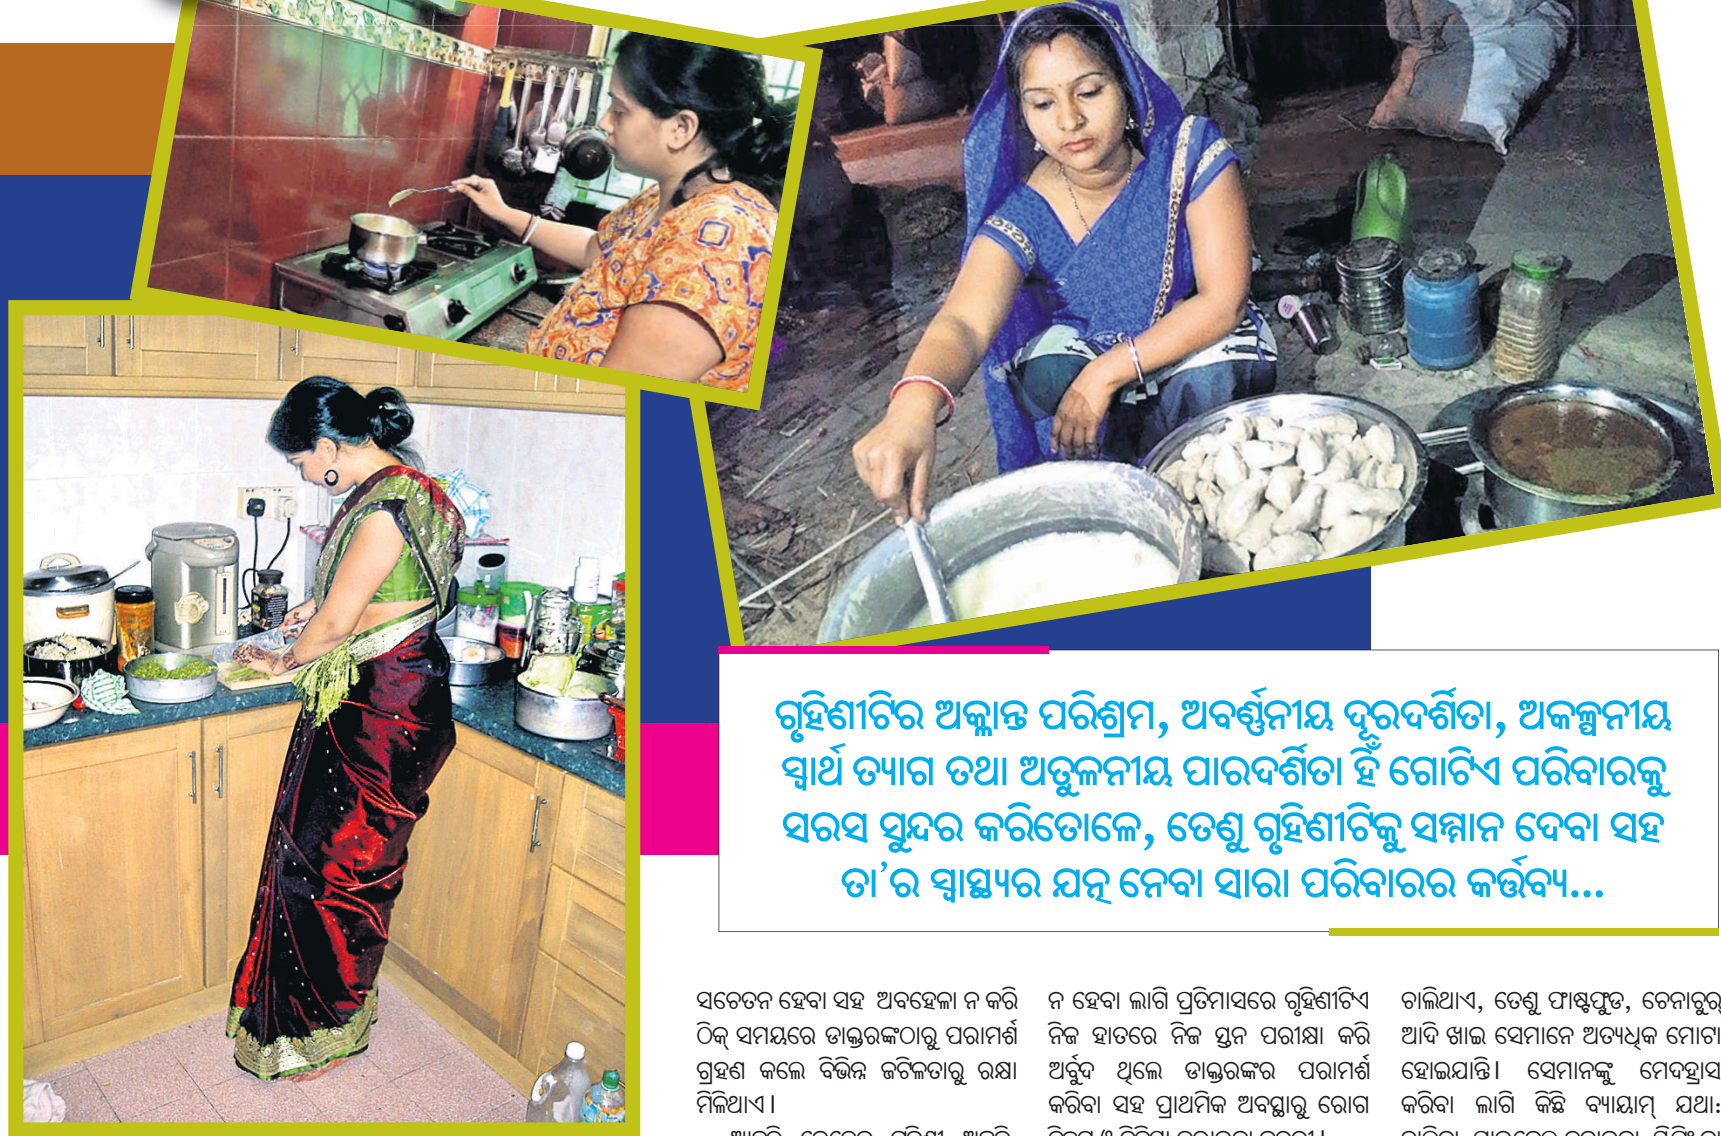 ଗୃହିଣୀଟିର ଅକ୍ଳାନ୍ତ ପରିଶ୍ରମ, ଅବର୍ଣ୍ଣନୀୟ ଦୂରଦର୍ଶିତା, ଅକଳ୍ପନୀୟ
ସ୍ୱାର୍ଥ ତ୍ୟାଗ ତଥା ଅତୁଳନୀୟ ପାରଦର୍ଶିତା ହିଁ ଗୋଟିଏ ପରିବାରକୁ
ସରସ ସୁନ୍ଦର କରିତୋଳେ, ତେଣୁ ଗୃହିଣୀଟିକୁ ସମ୍ମାନ ଦେବା ସହ
ତା'ର ସ୍ୱାସ୍ଥ୍ୟର ଯତ୍ନ ନେବା ସାରା ପରିବାରର କର୍ତ୍ତବ୍ୟ...
ସଚେତନ ହେବା ସହ ଅବହେଳା ନ କରି
ଠିକ୍ ସମୟରେ ଡାକ୍ତରଙ୍କଠାରୁ ପରାମର୍ଶ
ଗ୍ରହଣ କଲେ ବିଭିନ୍ନ ଜଟିଳତାରୁ ରକ୍ଷା
ମିଳିଥାଏ।
ନ ହେବା ଲାଗି ପ୍ରତିମାସରେ ଗୃହିଣୀଟିଏ
ନିଜ ହାତରେ ନିଜ ସ୍ତନ ପରୀକ୍ଷା କରି
ଅର୍ବୁଦ ଥିଲେ ଡାକ୍ତରଙ୍କର ପରାମର୍ଶ
କରିବା ସହ ପ୍ରାଥମିକ ଅବସ୍ଥାରୁ ରୋଗ
ଚାଲିଥାଏ, ତେଣୁ ଫାଷ୍ଟଫୁଡ, ଚେନାଚୁର୍
ଆଦି ଖାଇ ସେମାନେ ଅତ୍ୟଧିକ ମୋଟା
ହୋଇଯାନ୍ତି। ସେମାନଙ୍କୁ ମେଦହ୍ରାସ
କରିବା ଲାଗି କିଛି ବ୍ୟାୟାମ୍ ଯଥା: